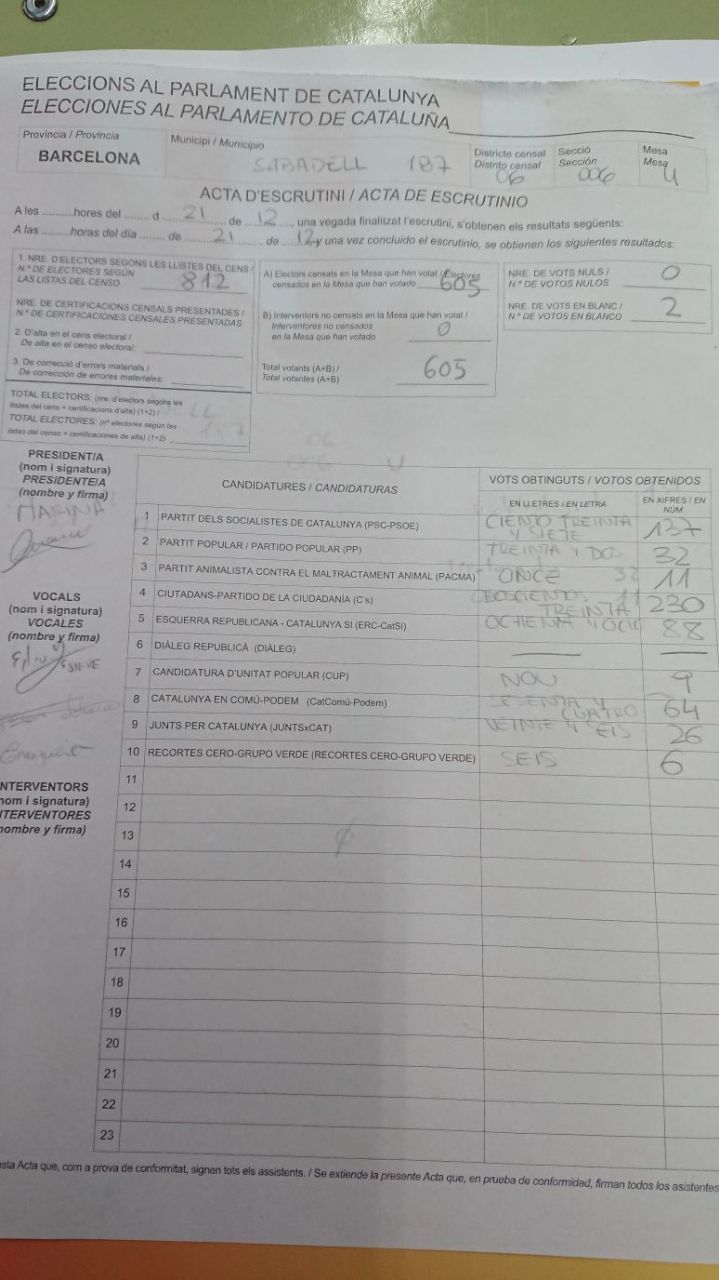 ELECCIONS AL PARLAMENT DE CATALUNYA
ELECCIONES AL PARLAMENTO DE CATALUÑA
Provincia / Provincia
BARCELONA
Municipi / Municipio
SABADELL 187
Districte censal
Distrito censal
06
Secció
Sección
006
Mesa
Mesa
U
ACTA D'ESCRUTINI / ACTA DE ESCRUTINIO
A les ..........hores del ....... d ....21.... de ....12...., una vegada finalitzat l'escrutini, s'obtenen els resultats següents:
A las ..........horas del día ....... de ....21.... de ....12...., y una vez concluido el escrutinio, se obtienen los siguientes resultados:
1. NRE. D'ELECTORS SEGONS LES LLISTES DEL CENS /
N.º DE ELECTORES SEGÚN
LAS LISTAS DEL CENSO 812
NRE. DE CERTIFICACIONS CENSALS PRESENTADES /
N.º DE CERTIFICACIONES CENSALES PRESENTADAS
2. D'alta en el cens electoral /
De alta en el censo electoral:
3. De correcció d'errors materials /
De corrección de errores materiales:
TOTAL ELECTORS: (nre. d'electors segons les
llistes del cens + certificacions d'alta) (1+2) /
TOTAL ELECTORES: (nº electores según las
listas del censo + certificaciones de alta) (1+2)
A) Electors censats en la Mesa que han votat / Electores
censados en la Mesa que han votado 605
B) Interventors no censats en la Mesa que han votat /
Interventores no censados
en la Mesa que han votado 0
Total votants (A+B) /
Total votantes (A+B) 605
NRE. DE VOTS NULS /
N.º DE VOTOS NULOS 0
NRE. DE VOTS EN BLANC /
N.º DE VOTOS EN BLANCO 2
PRESIDENT/A
(nom i signatura)
PRESIDENTE/A
(nombre y firma)
MARINA
VOCALS
(nom i signatura)
VOCALES
(nombre y firma)
INTERVENTORS
nom i signatura)
INTERVENTORES
nombre y firma)
CANDIDATURES / CANDIDATURAS
VOTS OBTINGUTS / VOTOS OBTENIDOS
EN LLETRES / EN LETRA
EN XIFRES / EN NÚM.
1 PARTIT DELS SOCIALISTES DE CATALUNYA (PSC-PSOE) CIENTO TREINTA Y SIETE 137
2 PARTIT POPULAR / PARTIDO POPULAR (PP) TREINTA Y DOS 32
3 PARTIT ANIMALISTA CONTRA EL MALTRACTAMENT ANIMAL (PACMA) ONCE 11
4 CIUTADANS-PARTIDO DE LA CIUDADANÍA (C's) DOSCIENTOS TREINTA 230
5 ESQUERRA REPUBLICANA - CATALUNYA SÍ (ERC-CatSí) OCHENTA Y OCHO 88
6 DIÀLEG REPUBLICÀ (DIÀLEG) — —
7 CANDIDATURA D'UNITAT POPULAR (CUP) NOU 9
8 CATALUNYA EN COMÚ-PODEM (CatComú-Podem) SESENTA Y CUATRO 64
9 JUNTS PER CATALUNYA (JUNTSxCAT) VEINTE Y SEIS 26
10 RECORTES CERO-GRUPO VERDE (RECORTES CERO-GRUPO VERDE) SEIS 6
11
12
13
14
15
16
17
18
19
20
21
22
23
sta Acta que, com a prova de conformitat, signen tots els assistents. / Se extiende la presente Acta que, en prueba de conformidad, firman todos los asistentes